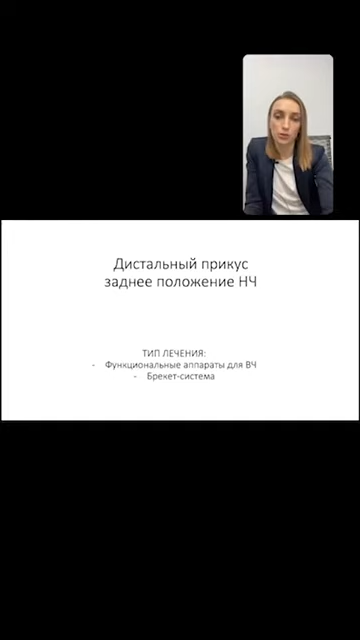 Дистальный прикус
заднее положение НЧ
ТИП ЛЕЧЕНИЯ:
- Функциональные аппараты для ВЧ
- Брекет-система